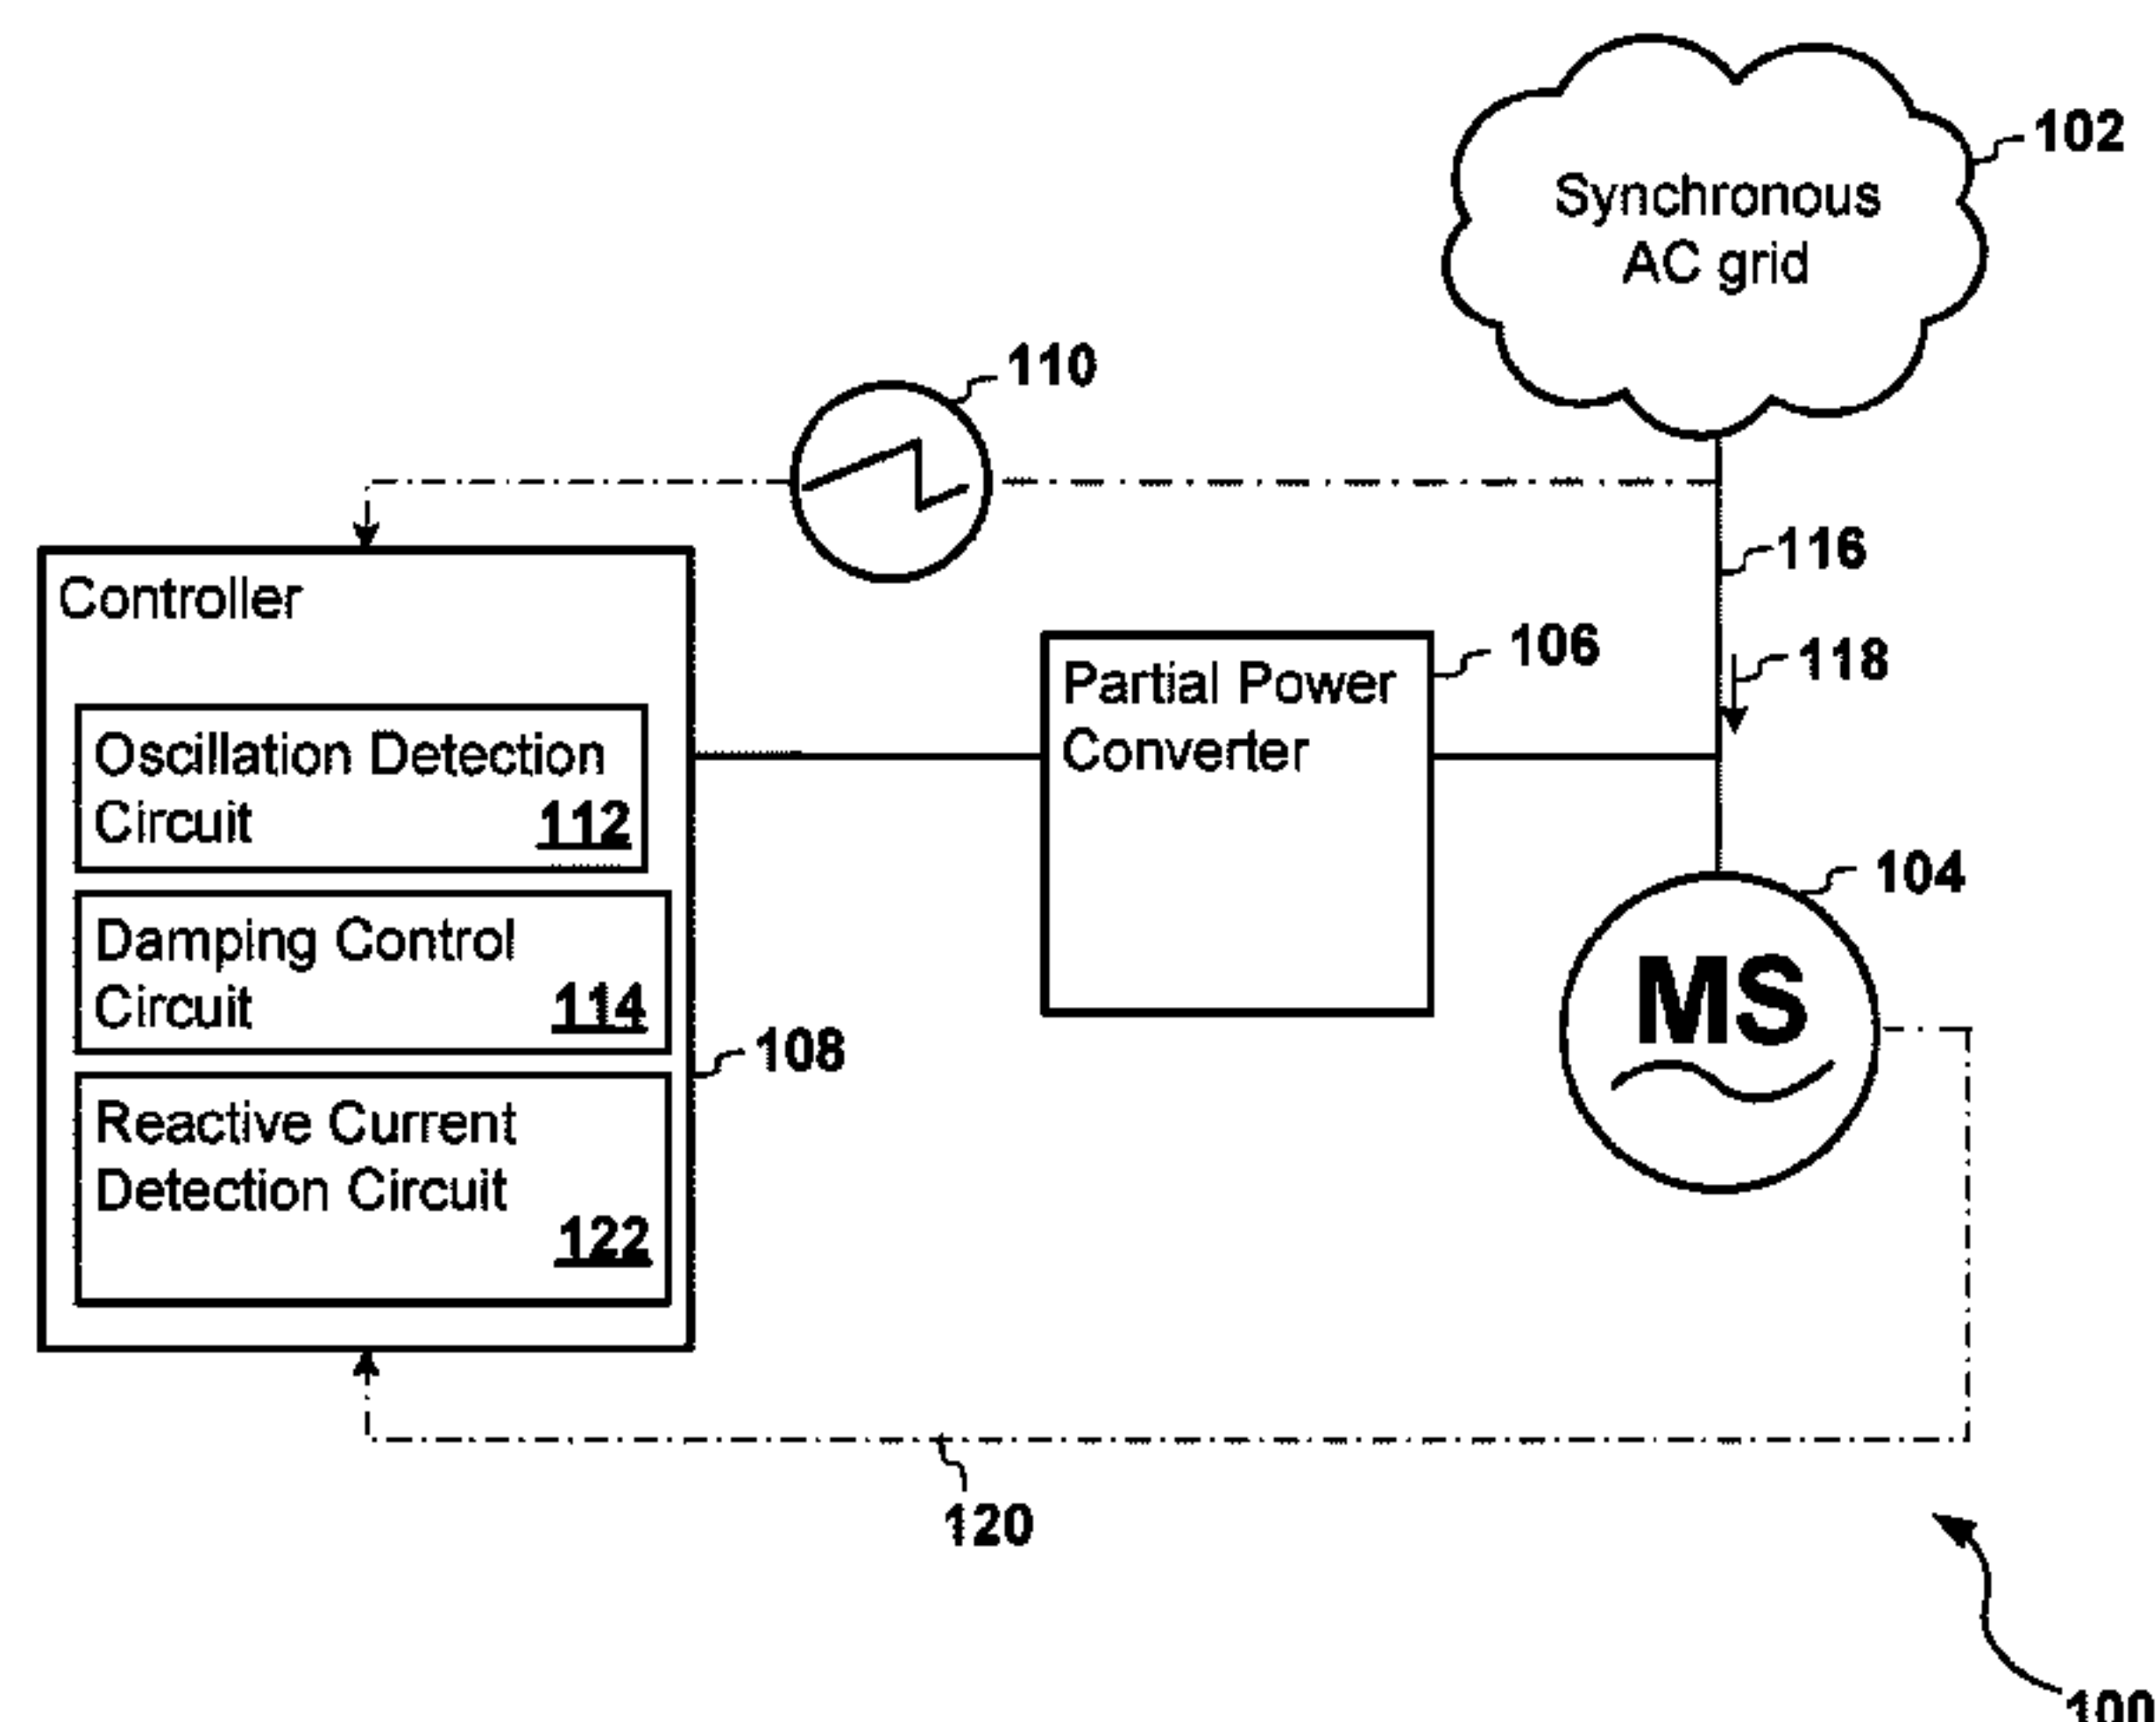 102
Synchronous
AC grid
110
116
Controller
106
118
Partial Power
Converter
Oscillation Detection
Circuit 112
104
MS
Damping Control
Circuit 114
108
Reactive Current
Detection Circuit
122
120
100